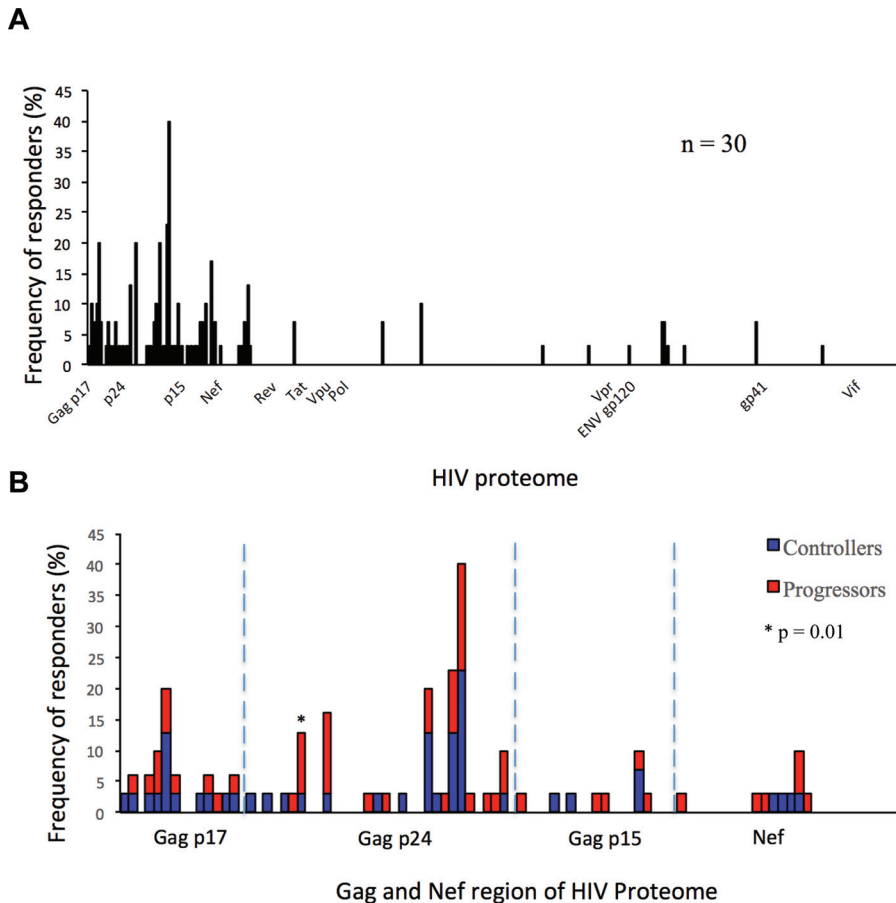 A
Frequency of responders (%)
45
40
35
30
25
20
15
10
5
0
n = 30
Gag p17
p24
p15
Nef
Rev
Tat
Vpu
Pol
Vpr
ENV gp120
gp41
Vif
HIV proteome
B
Frequency of responders (%)
45
40
35
30
25
20
15
10
5
0
*
Controllers
Progressors
* p = 0.01
Gag p17
Gag p24
Gag p15
Nef
Gag and Nef region of HIV Proteome